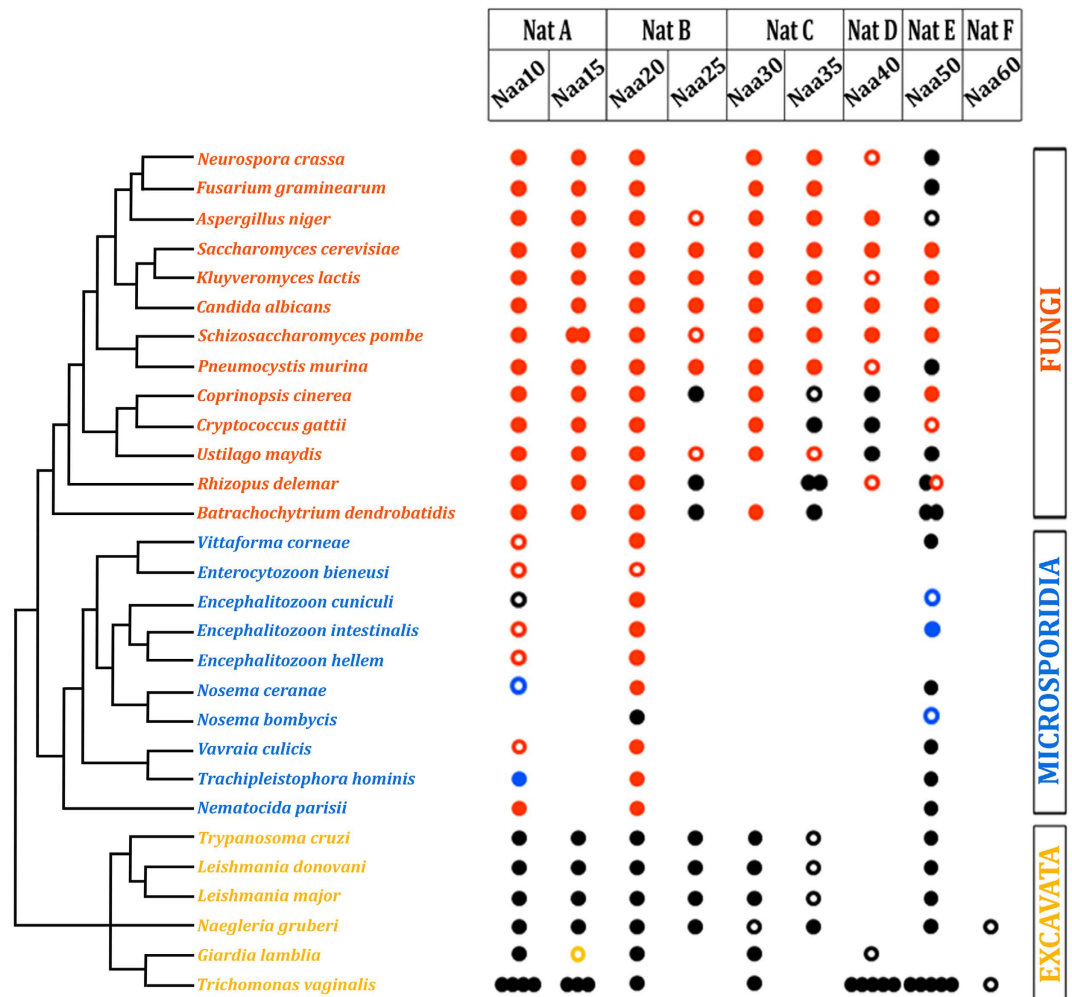 Nat A Nat B Nat C Nat D Nat E Nat F
Naa10 Naa15 Naa20 Naa25 Naa30 Naa35 Naa40 Naa50 Naa60
Neurospora crassa
Fusarium graminearum
Aspergillus niger
Saccharomyces cerevisiae
Kluyveromyces lactis
Candida albicans
Schizosaccharomyces pombe
Pneumocystis murina
Coprinopsis cinerea
Cryptococcus gattii
Ustilago maydis
Rhizopus delemar
Batrachochytrium dendrobatidis
FUNGI
Vittaforma corneae
Enterocytozoon bieneusi
Encephalitozoon cuniculi
Encephalitozoon intestinalis
Encephalitozoon hellem
Nosema ceranae
Nosema bombycis
Vavraia culicis
Trachipleistophora hominis
Nematocida parisii
MICROSPORIDIA
Trypanosoma cruzi
Leishmania donovani
Leishmania major
Naegleria gruberi
Giardia lamblia
Trichomonas vaginalis
EXCAVATA